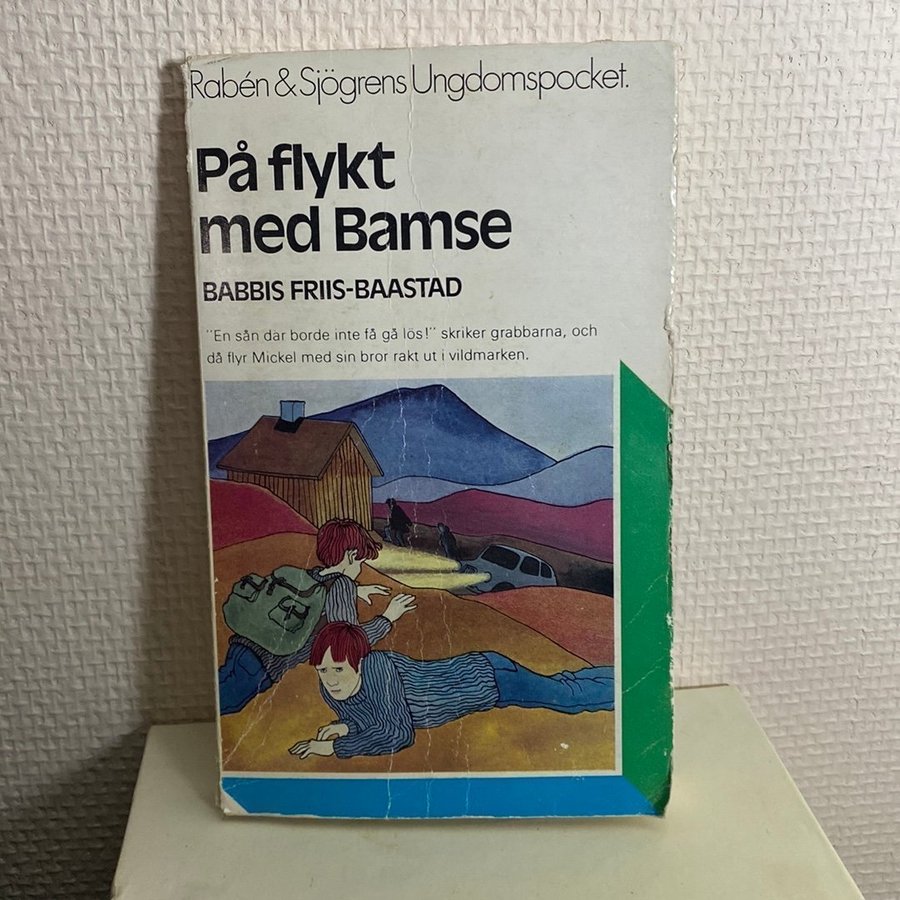 Rabén & Sjögrens Ungdomspocket.
På flykt
med Bamse
BABBIS FRIIS-BAASTAD
"En sån dar borde inte få gå lös!" skriker grabbarna, och
då flyr Mickel med sin bror rakt ut i vildmarken.